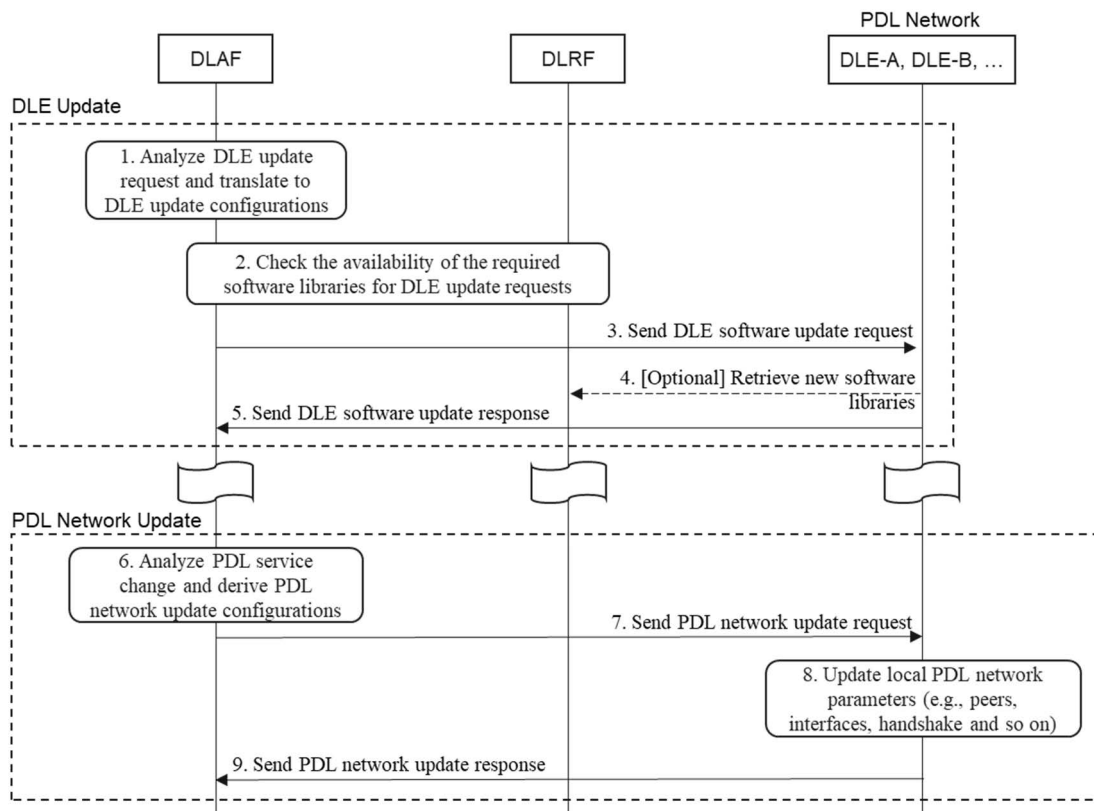 PDL Network
DLAF
DLRF
DLE-A, DLE-B, ...
DLE Update
1. Analyze DLE update
request and translate to
DLE update configurations
2. Check the availability of the required
software libraries for DLE update requests
3. Send DLE software update request
4. [Optional] Retrieve new software
libraries
5. Send DLE software update response
PDL Network Update
6. Analyze PDL service
change and derive PDL
network update configurations
7. Send PDL network update request
8. Update local PDL network
parameters (e.g., peers,
interfaces, handshake and so on)
9. Send PDL network update response